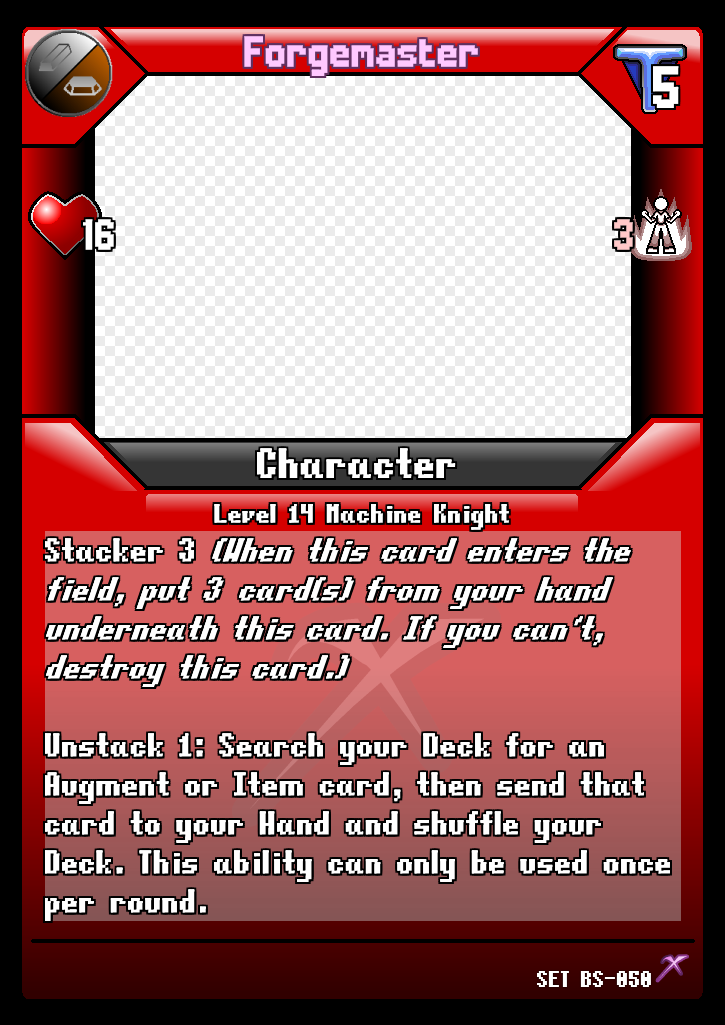 Forgemaster
5
16
3
Character
Level 14 Machine Knight
Stacker 3 (When this card enters the
field, put 3 card(s) from your hand
underneath this card. If you can't,
destroy this card.)
Unstack 1: Search your Deck for an
Augment or Item card, then send that
card to your Hand and shuffle your
Deck. This ability can only be used once
per round.
SET BS-050